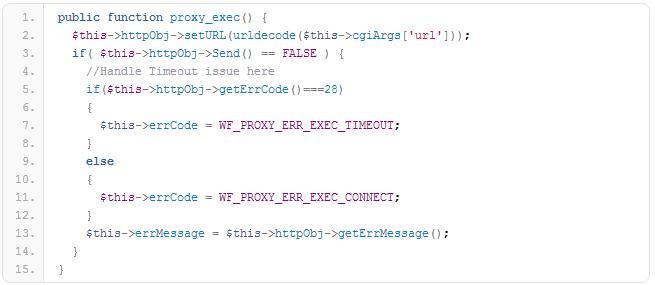 1. public function proxy_exec() {
2.   $this->httpObj->setURL(urldecode($this->cgiArgs['url']));
3.   if( $this->httpObj->Send() == FALSE ) {
4.     //Handle Timeout issue here
5.     if($this->httpObj->getErrCode()===28)
6.     {
7.       $this->errCode = WF_PROXY_ERR_EXEC_TIMEOUT;
8.     }
9.     else
10.     {
11.       $this->errCode = WF_PROXY_ERR_EXEC_CONNECT;
12.     }
13.     $this->errMessage = $this->httpObj->getErrMessage();
14.   }
15. }